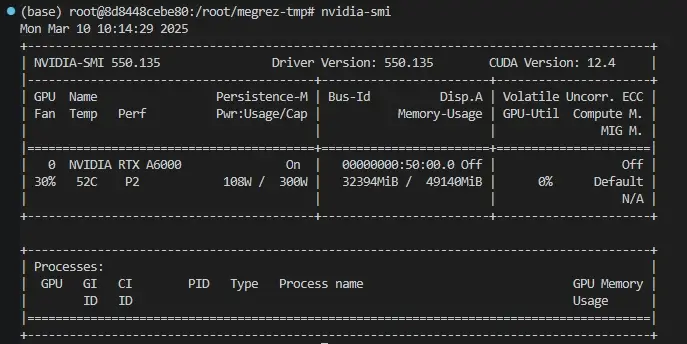 (base) root@8d8448cebe80:/root/megrez-tmp# nvidia-smi
Mon Mar 10 10:14:29 2025
+-----------------------------------------------------------------------------------------+
| NVIDIA-SMI 550.135                Driver Version: 550.135        CUDA Version: 12.4     |
|-----------------------------------------+------------------------+----------------------+
| GPU  Name                 Persistence-M | Bus-Id          Disp.A | Volatile Uncorr. ECC |
| Fan  Temp   Perf          Pwr:Usage/Cap |           Memory-Usage | GPU-Util  Compute M. |
|                                         |                        |               MIG M. |
|=========================================+========================+======================|
|   0  NVIDIA RTX A6000               On  |   00000000:50:00.0 Off |                  Off |
| 30%   52C    P2             108W /  300W |   32394MiB /  49140MiB |      0%      Default |
|                                         |                        |                  N/A |
+-----------------------------------------+------------------------+----------------------+

+-----------------------------------------------------------------------------------------+
| Processes:                                                                              |
|  GPU   GI   CI        PID   Type   Process name                              GPU Memory |
|        ID   ID                                                               Usage      |
|=========================================================================================|
+-----------------------------------------------------------------------------------------+